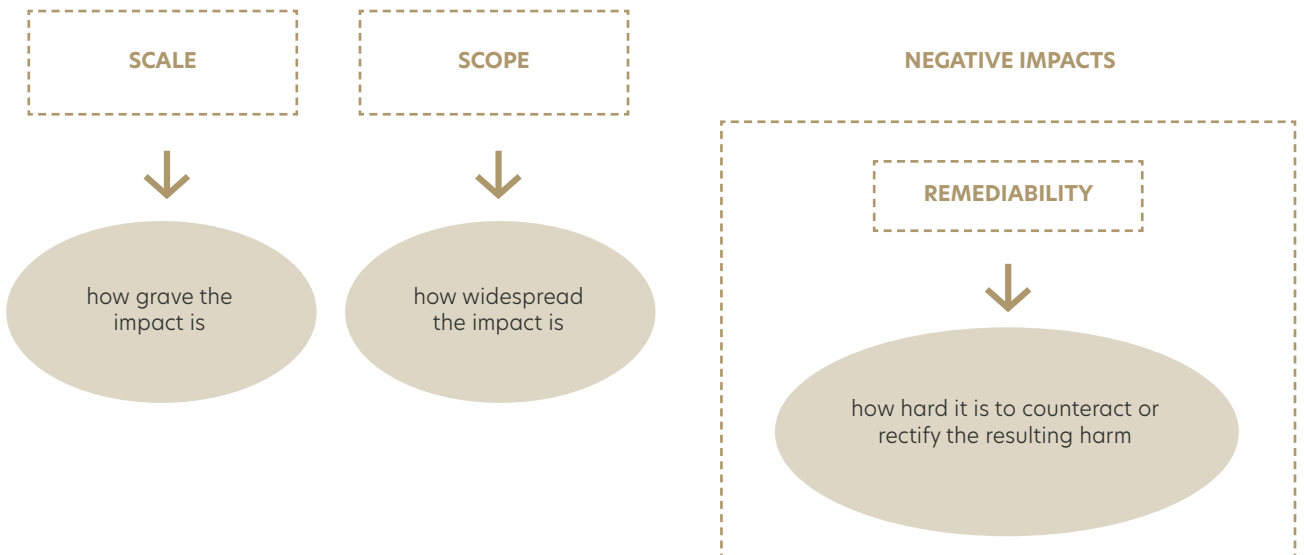 SCALE
how grave the
impact is
SCOPE
how widespread
the impact is
NEGATIVE IMPACTS
REMEDIABILITY
how hard it is to counteract or
rectify the resulting harm